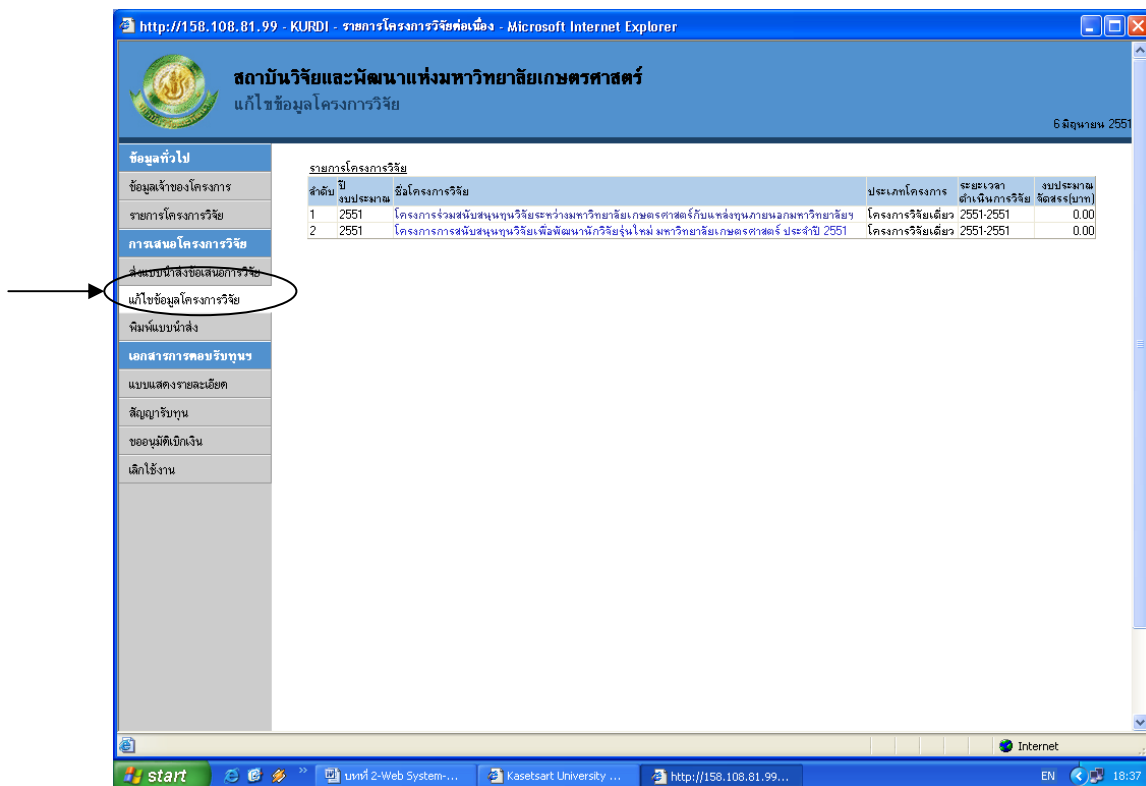 http://158.108.81.99 - KURDI - รายการโครงการวิจัยต่อเนื่อง - Microsoft Internet Explorer
สถาบันวิจัยและพัฒนาแห่งมหาวิทยาลัยเกษตรศาสตร์
แก้ไขข้อมูลโครงการวิจัย
6 มิถุนายน 2551
ข้อมูลทั่วไป
ข้อมูลเจ้าของโครงการ
รายการโครงการวิจัย
การเสนอโครงการวิจัย
ส่งแบบนำส่งข้อเสนอการวิจัย
แก้ไขข้อมูลโครงการวิจัย
พิมพ์แบบนำส่ง
เอกสารการตอบรับทุนฯ
แบบแสดงรายละเอียด
สัญญารับทุน
ขออนุมัติเบิกเงิน
เลิกใช้งาน
รายการโครงการวิจัย
ลำดับ ปีงบประมาณ ชื่อโครงการวิจัย ประเภทโครงการ ระยะเวลาดำเนินการวิจัย งบประมาณจัดสรร(บาท)
1 2551 โครงการร่วมสนับสนุนทุนวิจัยระหว่างมหาวิทยาลัยเกษตรศาสตร์กับแหล่งทุนภายนอกมหาวิทยาลัยฯ โครงการวิจัยเดี่ยว 2551-2551 0.00
2 2551 โครงการการสนับสนุนทุนวิจัยเพื่อพัฒนานักวิจัยรุ่นใหม่ มหาวิทยาลัยเกษตรศาสตร์ ประจำปี 2551 โครงการวิจัยเดี่ยว 2551-2551 0.00
Internet
start
บทที่ 2-Web System-...
Kasetsart University ...
http://158.108.81.99...
EN 18:37